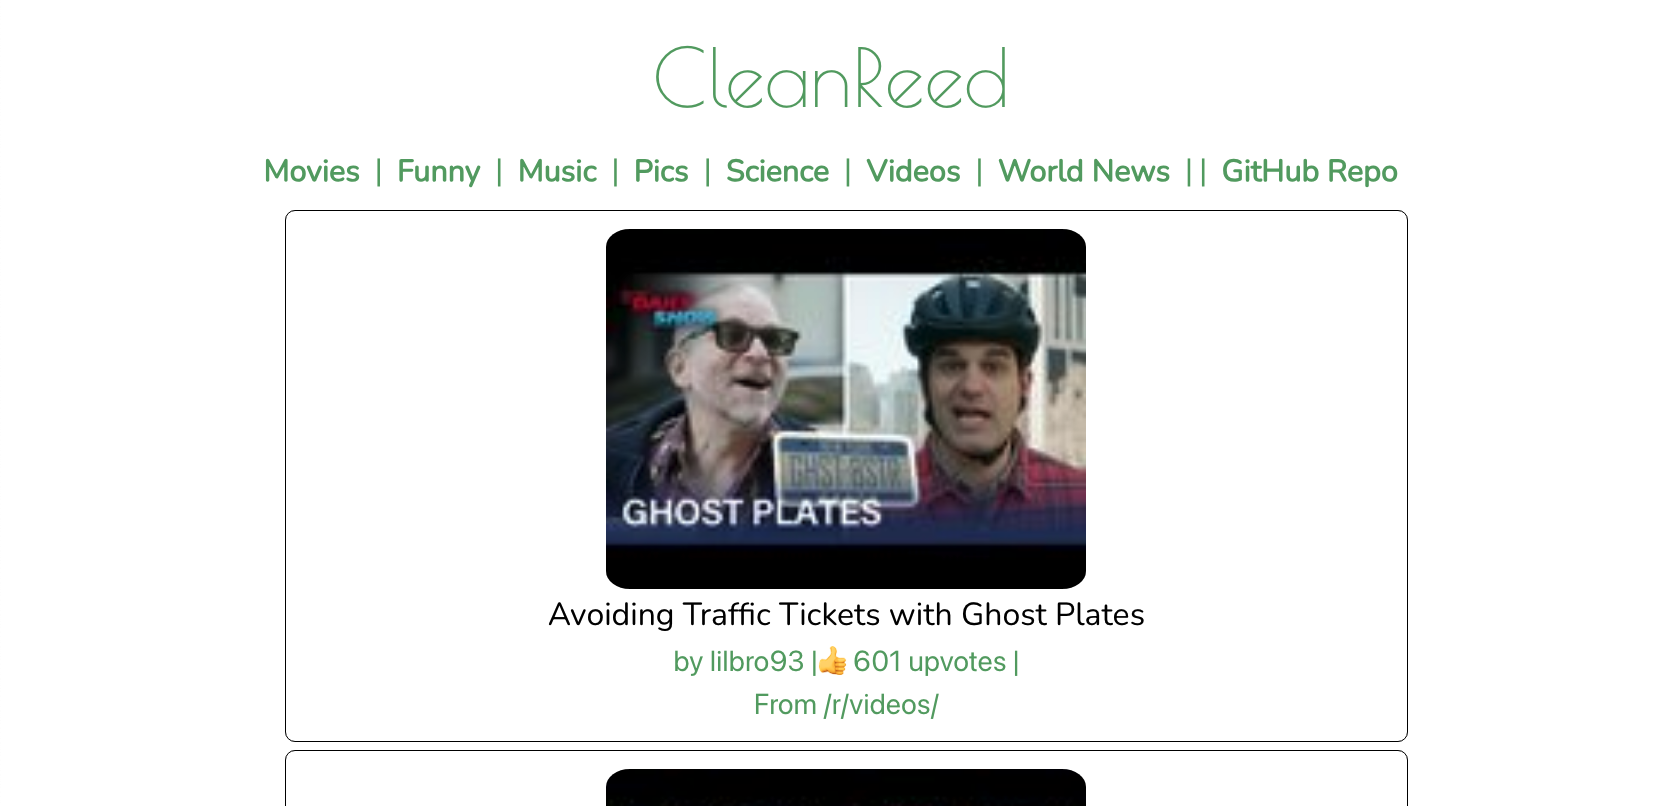 CleanReed
Movies | Funny | Music | Pics | Science | Videos | World News || GitHub Repo
DAILY
SHOW
GHOST PLATES
Avoiding Traffic Tickets with Ghost Plates
by lilbro93 |👍 601 upvotes |
From /r/videos/